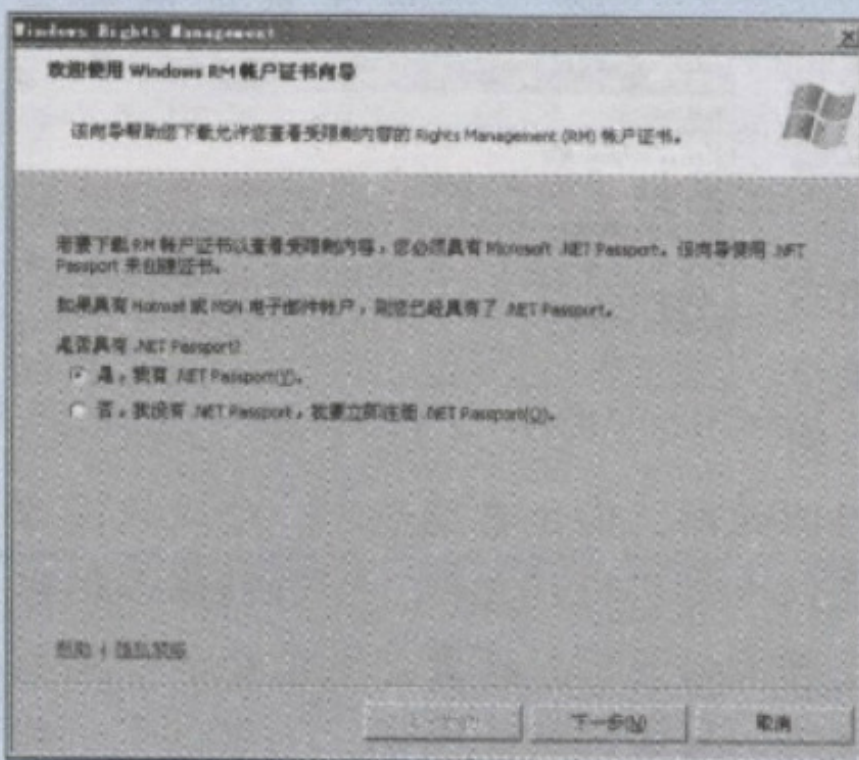 Windows Rights Management
欢迎使用 Windows RM 帐户证书向导
该向导帮助您下载允许您查看受限制内容的 Rights Management (RM) 帐户证书。
若要下载 RM 帐户证书以查看受限制内容，您必须具有 Microsoft .NET Passport。该向导使用 .NET
Passport 来创建证书。
如果具有 Hotmail 或 MSN 电子邮件帐户，则您已经具有了 .NET Passport。
是否具有 .NET Passport?
是，我有 .NET Passport(Y)。
否，我没有 .NET Passport，我要立即注册 .NET Passport(O)。
帮助 | 隐私策略
下一步(N) 取消